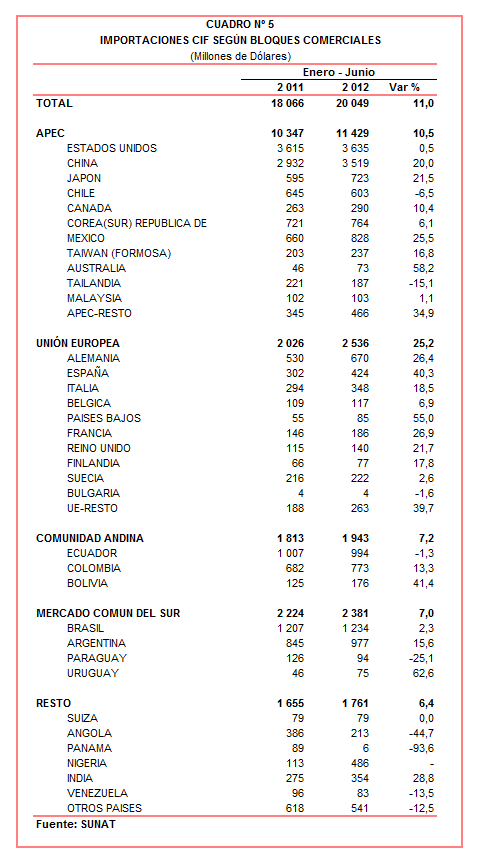 CUADRO Nº 5
IMPORTACIONES CIF SEGÚN BLOQUES COMERCIALES
(Millones de Dólares)
Enero - Junio
2 011 2 012 Var %
TOTAL 18 066 20 049 11,0
APEC 10 347 11 429 10,5
ESTADOS UNIDOS 3 615 3 635 0,5
CHINA 2 932 3 519 20,0
JAPON 595 723 21,5
CHILE 645 603 -6,5
CANADA 263 290 10,4
COREA(SUR) REPUBLICA DE 721 764 6,1
MEXICO 660 828 25,5
TAIWAN (FORMOSA) 203 237 16,8
AUSTRALIA 46 73 58,2
TAILANDIA 221 187 -15,1
MALAYSIA 102 103 1,1
APEC-RESTO 345 466 34,9
UNIÓN EUROPEA 2 026 2 536 25,2
ALEMANIA 530 670 26,4
ESPAÑA 302 424 40,3
ITALIA 294 348 18,5
BELGICA 109 117 6,9
PAISES BAJOS 55 85 55,0
FRANCIA 146 186 26,9
REINO UNIDO 115 140 21,7
FINLANDIA 66 77 17,8
SUECIA 216 222 2,6
BULGARIA 4 4 -1,6
UE-RESTO 188 263 39,7
COMUNIDAD ANDINA 1 813 1 943 7,2
ECUADOR 1 007 994 -1,3
COLOMBIA 682 773 13,3
BOLIVIA 125 176 41,4
MERCADO COMUN DEL SUR 2 224 2 381 7,0
BRASIL 1 207 1 234 2,3
ARGENTINA 845 977 15,6
PARAGUAY 126 94 -25,1
URUGUAY 46 75 62,6
RESTO 1 655 1 761 6,4
SUIZA 79 79 0,0
ANGOLA 386 213 -44,7
PANAMA 89 6 -93,6
NIGERIA 113 486 -
INDIA 275 354 28,8
VENEZUELA 96 83 -13,5
OTROS PAISES 618 541 -12,5
Fuente: SUNAT